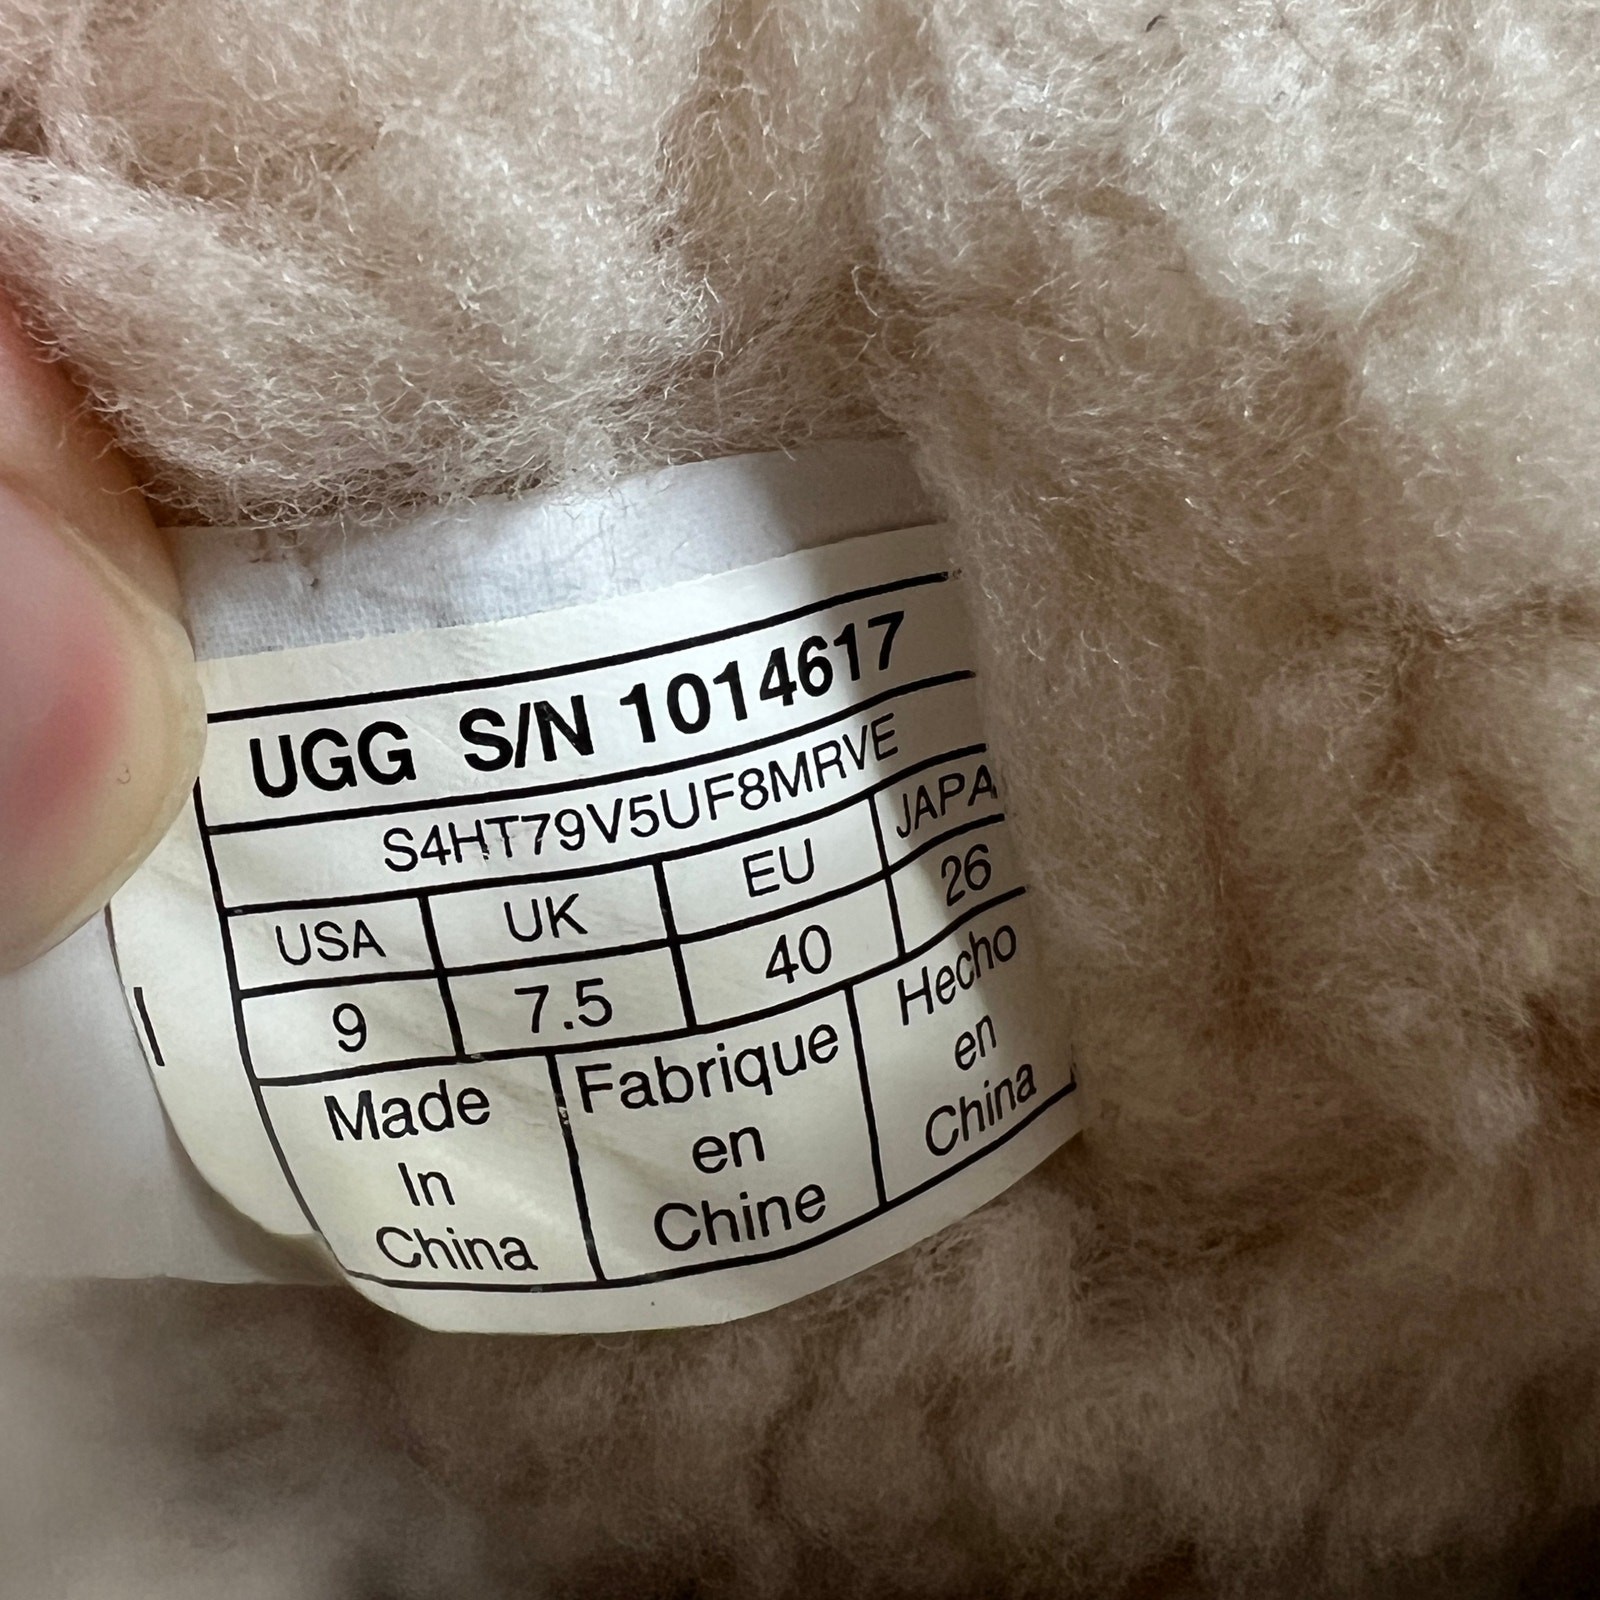 UGG S/N 1014617
S4HT79V5UF8MRVE
USA UK EU JAPA
9 7.5 40 26
Made In China
Fabrique en Chine
Hecho en China